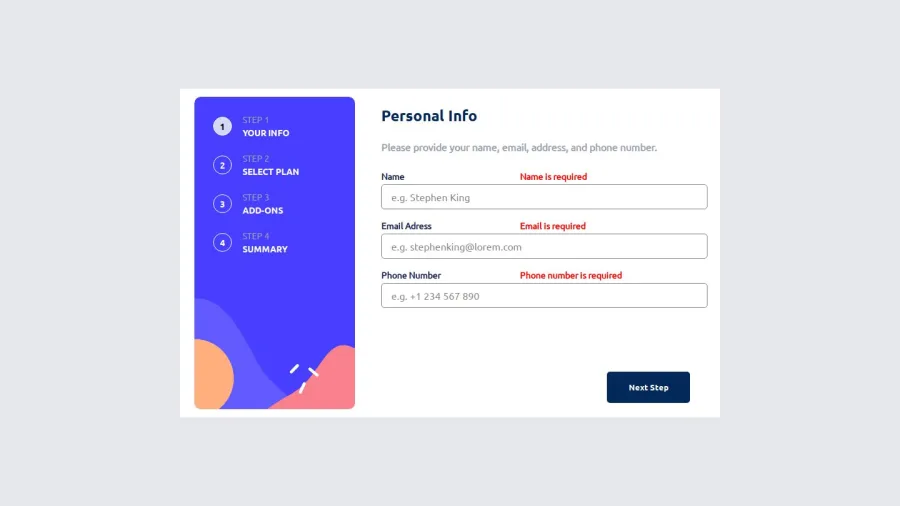 1
STEP 1
YOUR INFO
2
STEP 2
SELECT PLAN
3
STEP 3
ADD-ONS
4
STEP 4
SUMMARY
Personal Info
Please provide your name, email, address, and phone number.
Name Name is required
e.g. Stephen King
Email Adress Email is required
e.g. stephenking@lorem.com
Phone Number Phone number is required
e.g. +1 234 567 890
Next Step